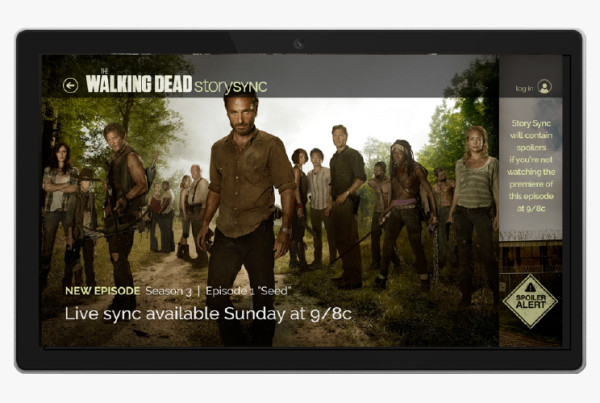 THE
WALKING DEAD storySYNC
log in
Story Sync
will contain
spoilers
if you're not
watching the
premiere of
this episode
at 9/8c
NEW EPISODE Season 3 | Episode 1 "Seed"
Live sync available Sunday at 9/8c
SPOILER
ALERT